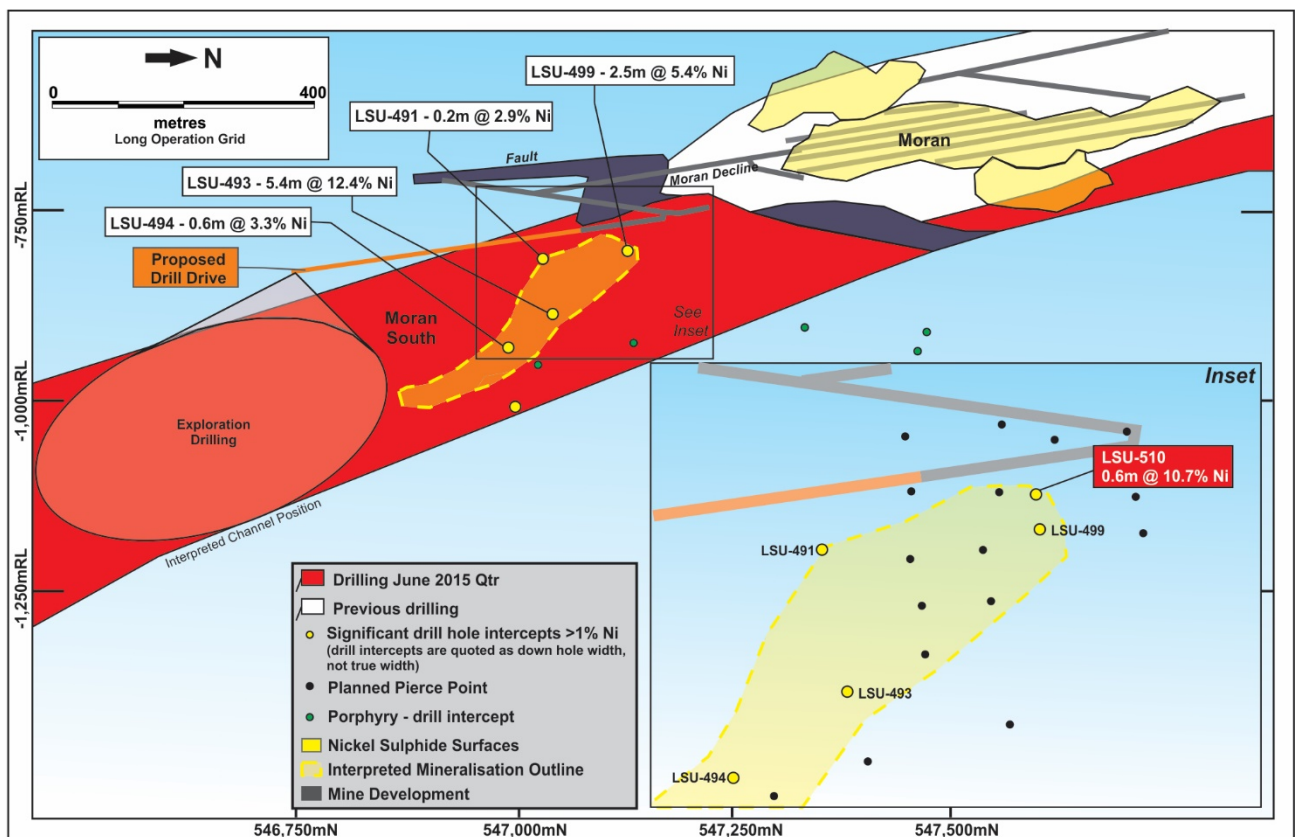 N
0
400
metres
Long Operation Grid
LSU-499 - 2.5m @ 5.4% Ni
LSU-491 - 0.2m @ 2.9% Ni
LSU-493 - 5.4m @ 12.4% Ni
LSU-494 - 0.6m @ 3.3% Ni
Fault
Moran Decline
Moran
Proposed
Drill Drive
Moran
South
See
Inset
Exploration
Drilling
Interpreted Channel Position
-750mRL
-1,000mRL
-1,250mRL
Inset
LSU-510
0.6m @ 10.7% Ni
LSU-499
LSU-491
LSU-493
LSU-494
Drilling June 2015 Qtr
Previous drilling
Significant drill hole intercepts >1% Ni
(drill intercepts are quoted as down hole width,
not true width)
Planned Pierce Point
Porphyry - drill intercept
Nickel Sulphide Surfaces
Interpreted Mineralisation Outline
Mine Development
546,750mN
547,000mN
547,250mN
547,500mN